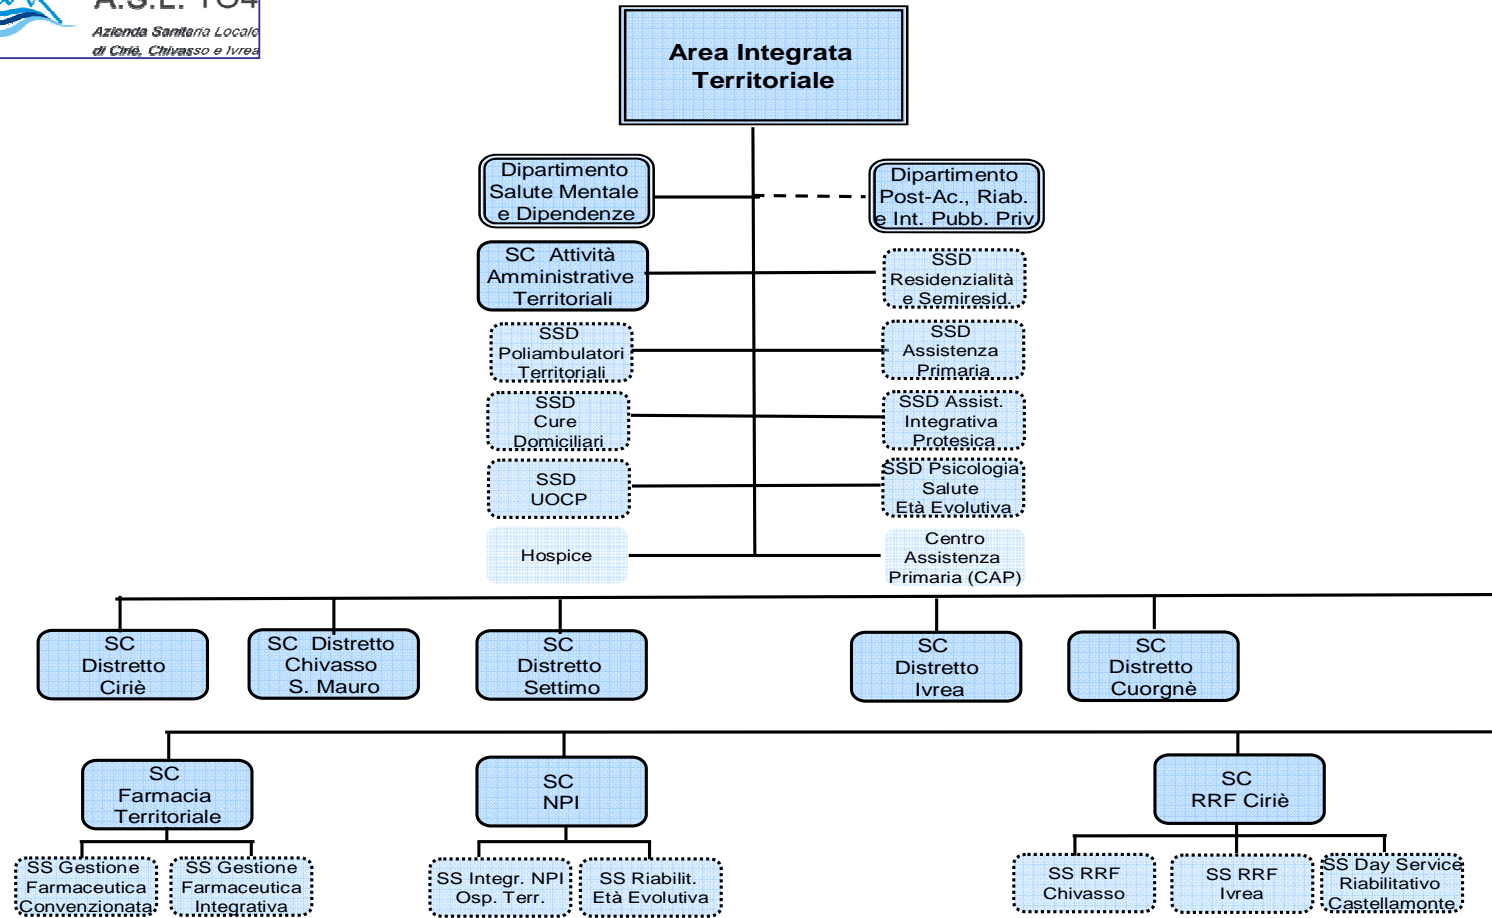 A.S.L. TO4
Azienda Sanitaria Locale
di Ciriè, Chivasso e Ivrea
Area Integrata
Territoriale
Dipartimento
Salute Mentale
e Dipendenze
Dipartimento
Post-Ac., Riab.
e Int. Pubb. Priv.
SC Attività
Amministrative
Territoriali
SSD
Residenzialità
e Semiresid.
SSD
Poliambulatori
Territoriali
SSD
Assistenza
Primaria
SSD
Cure
Domiciliari
SSD Assist.
Integrativa
Protesica
SSD
UOCP
SSD Psicologia
Salute
Età Evolutiva
Hospice
Centro
Assistenza
Primaria (CAP)
SC
Distretto
Ciriè
SC Distretto
Chivasso
S. Mauro
SC
Distretto
Settimo
SC
Distretto
Ivrea
SC
Distretto
Cuorgnè
SC
Farmacia
Territoriale
SC
NPI
SC
RRF Ciriè
SS Gestione
Farmaceutica
Convenzionata
SS Gestione
Farmaceutica
Integrativa
SS Integr. NPI
Osp. Terr.
SS Riabilit.
Età Evolutiva
SS RRF
Chivasso
SS RRF
Ivrea
SS Day Service
Riabilitativo
Castellamonte